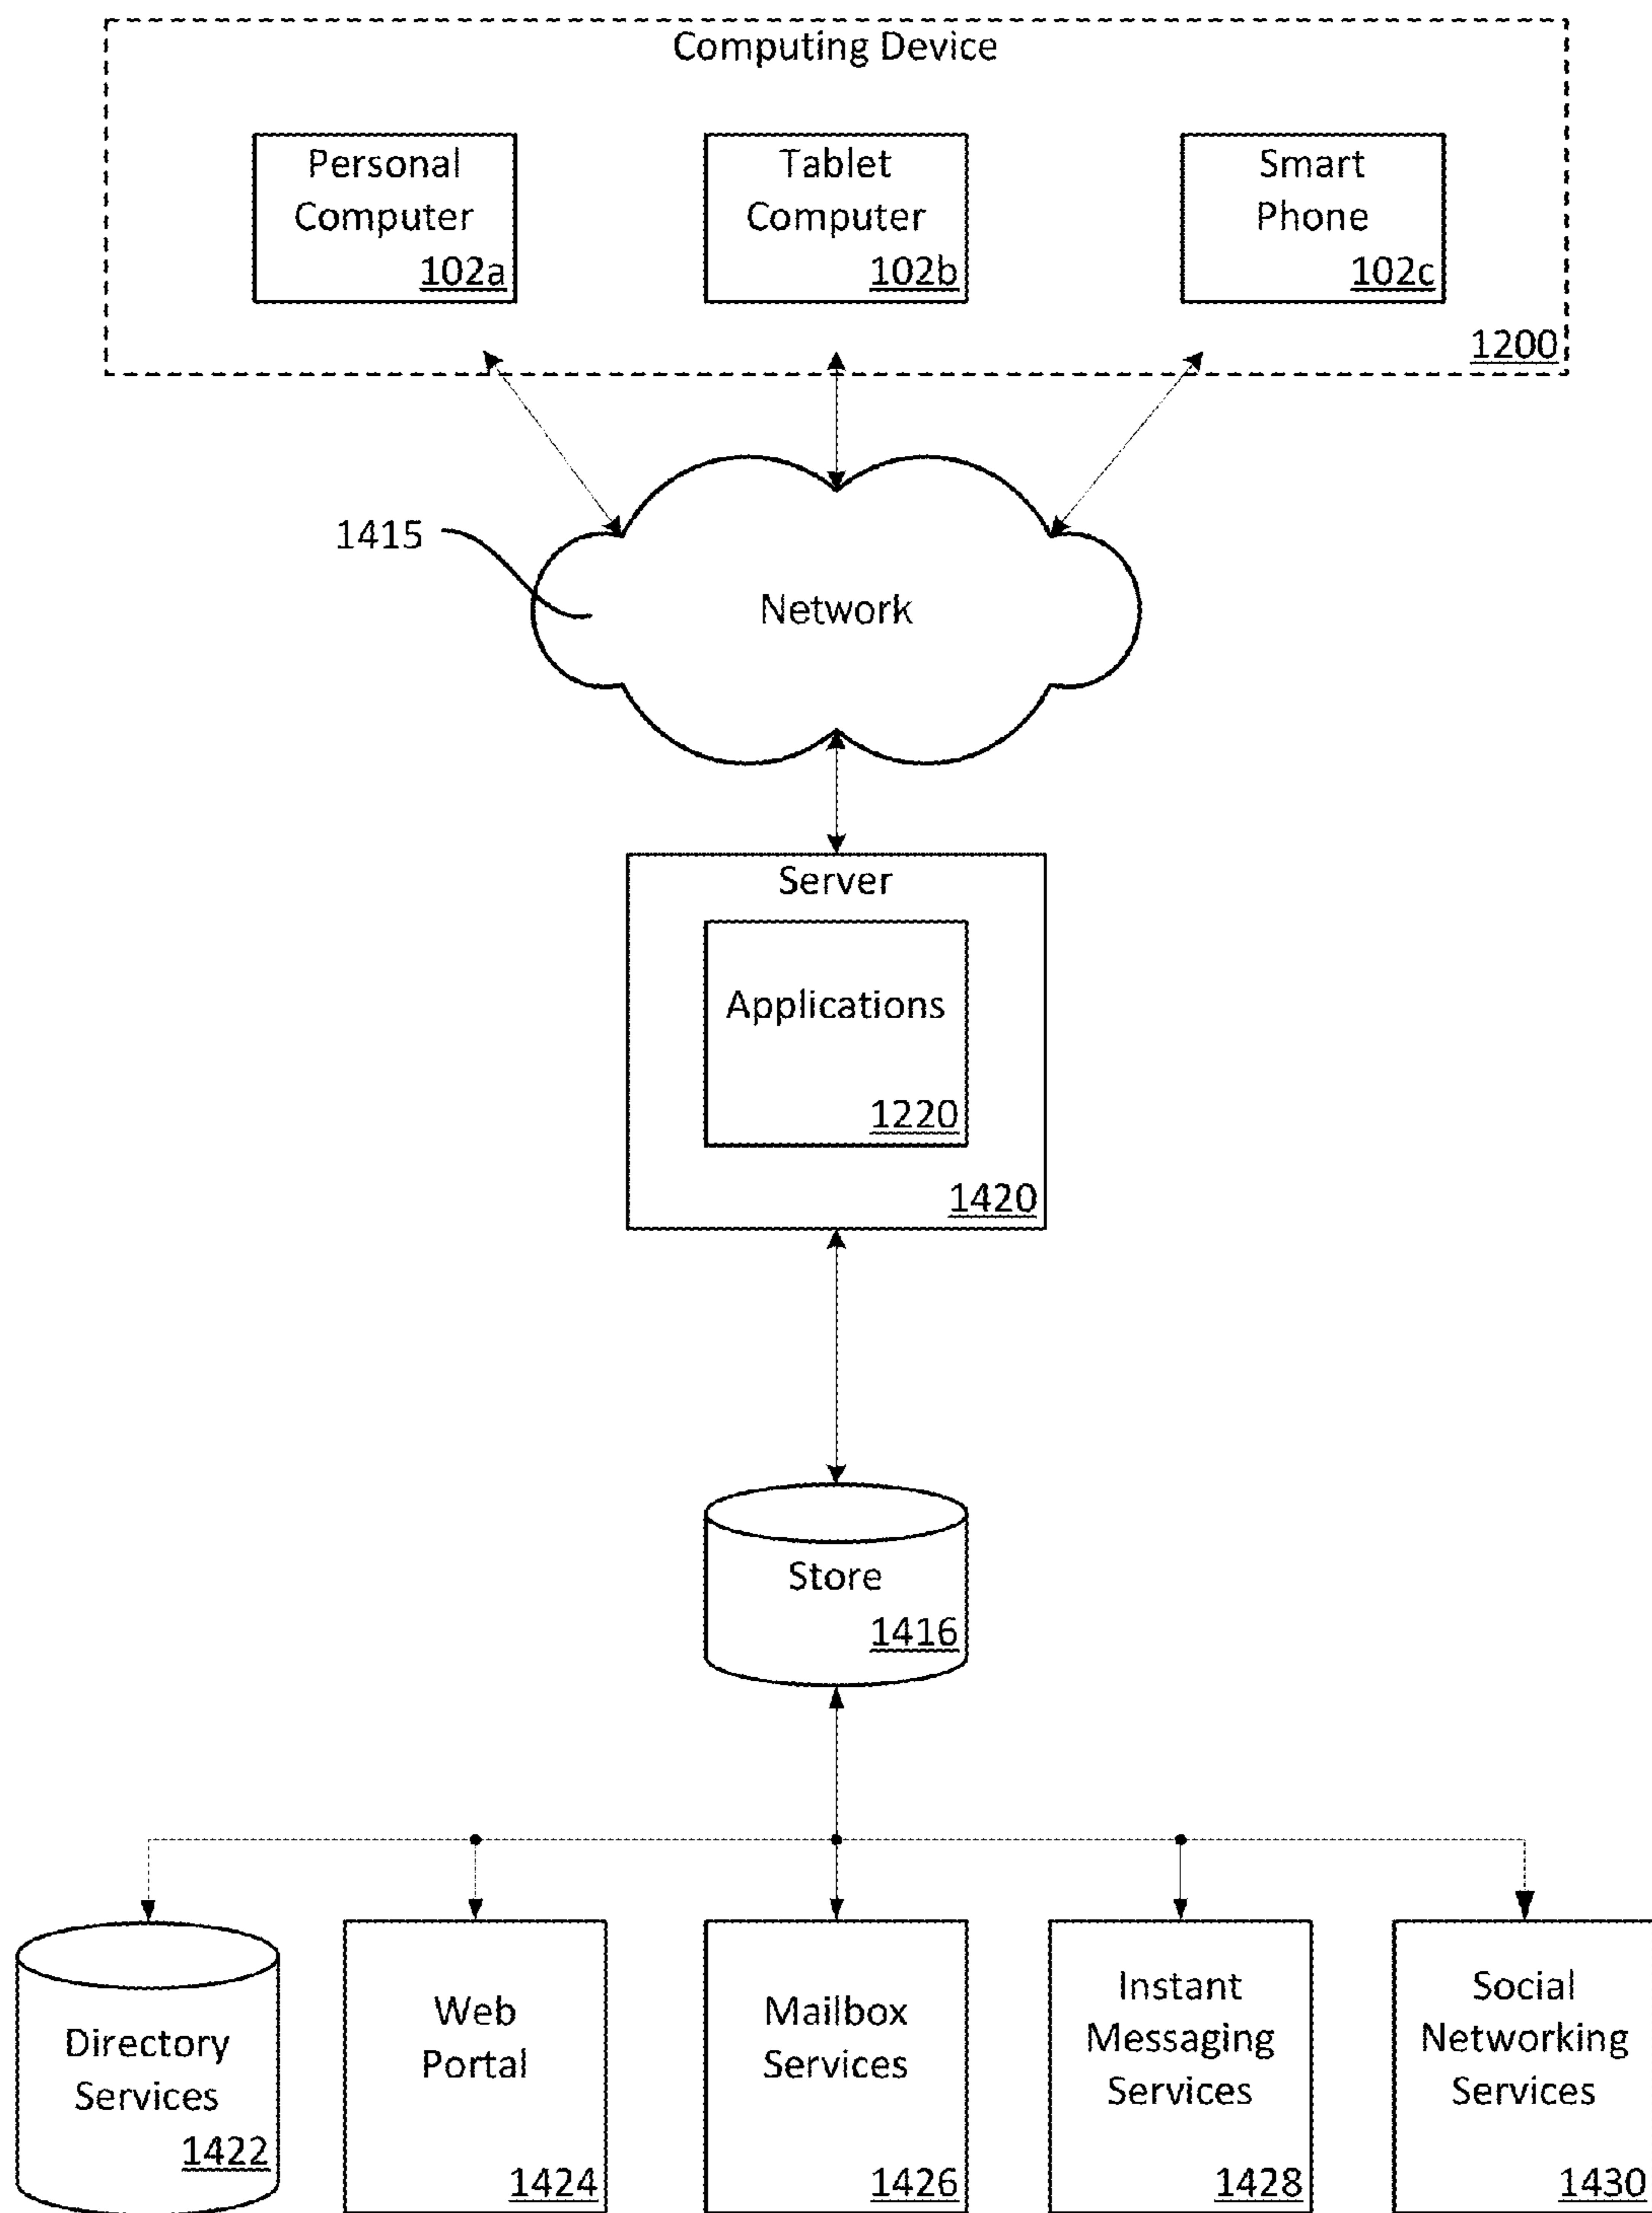 Computing Device
Personal
Computer
102a
Tablet
Computer
102b
Smart
Phone
102c
1200
1415
Network
Server
Applications
1220
1420
Store
1416
Directory
Services
1422
Web
Portal
1424
Mailbox
Services
1426
Instant
Messaging
Services
1428
Social
Networking
Services
1430